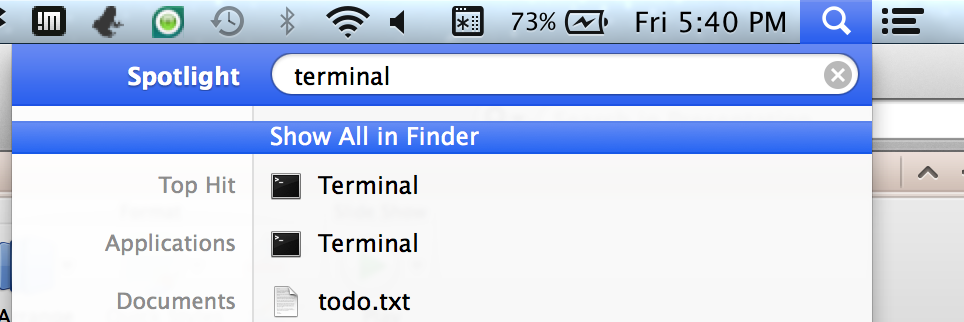 73% Fri 5:40 PM
Spotlight terminal
Show All in Finder
Top Hit Terminal
Applications Terminal
Documents todo.txt